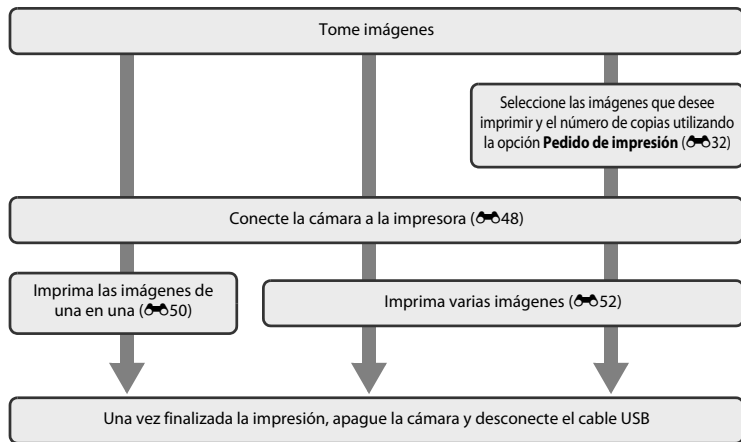 Tome imágenes
Seleccione las imágenes que desee
imprimir y el número de copias utilizando
la opción Pedido de impresión (32)
Conecte la cámara a la impresora (48)
Imprima las imágenes de
una en una (50)
Imprima varias imágenes (52)
Una vez finalizada la impresión, apague la cámara y desconecte el cable USB